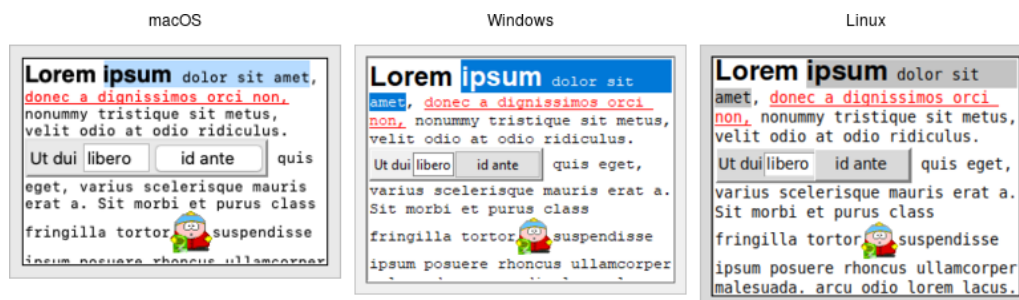 macOS
Lorem ipsum dolor sit amet,
donec a dignissimos orci non,
nonummy tristique sit metus,
velit odio at odio ridiculus.
Ut dui libero id ante quis
eget, varius scelerisque mauris
erat a. Sit morbi et purus class
fringilla tortor suspendisse
ipsum posuere rhoncus ullamcorper
Windows
Lorem ipsum dolor sit
amet, donec a dignissimos orci
non, nonummy tristique sit metus,
velit odio at odio ridiculus.
Ut dui libero id ante quis eget,
varius scelerisque mauris erat a.
Sit morbi et purus class
fringilla tortor suspendisse
ipsum posuere rhoncus ullamcorper
Linux
Lorem ipsum dolor sit
amet, donec a dignissimos orci
non, nonummy tristique sit metus,
velit odio at odio ridiculus.
Ut dui libero id ante quis eget,
varius scelerisque mauris erat a.
Sit morbi et purus class
fringilla tortor suspendisse
ipsum posuere rhoncus ullamcorper
malesuada. arcu odio lorem lacus.